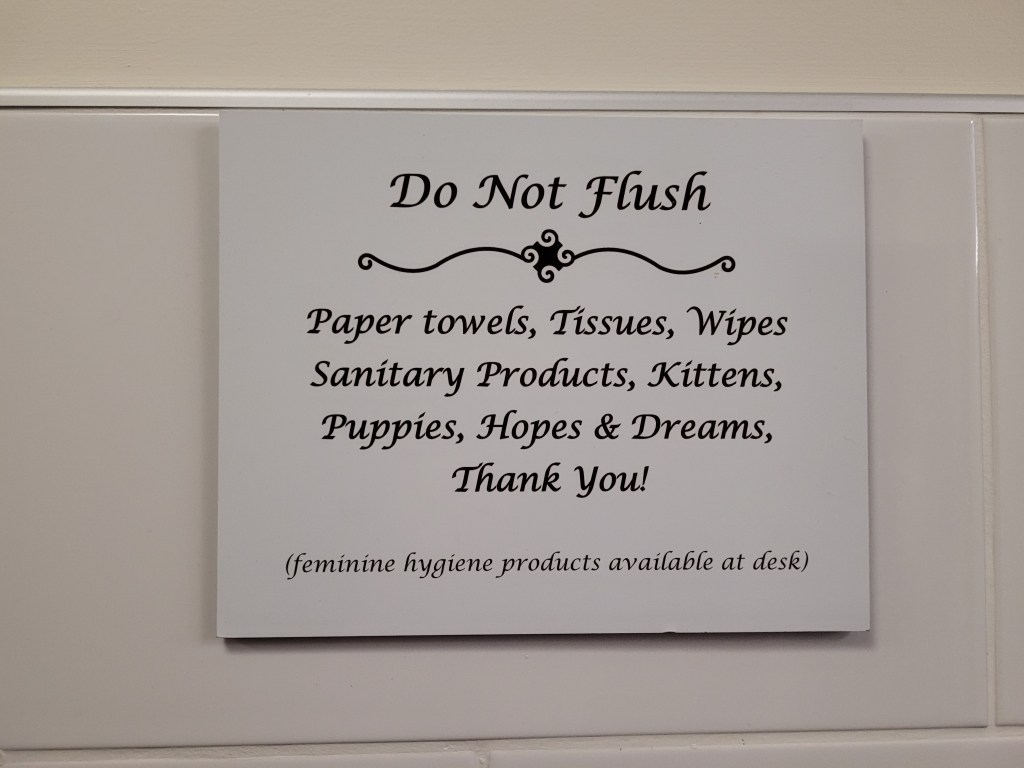 Do Not Flush
Paper towels, Tissues, Wipes
Sanitary Products, Kittens,
Puppies, Hopes & Dreams,
Thank You!
(feminine hygiene products available at desk)